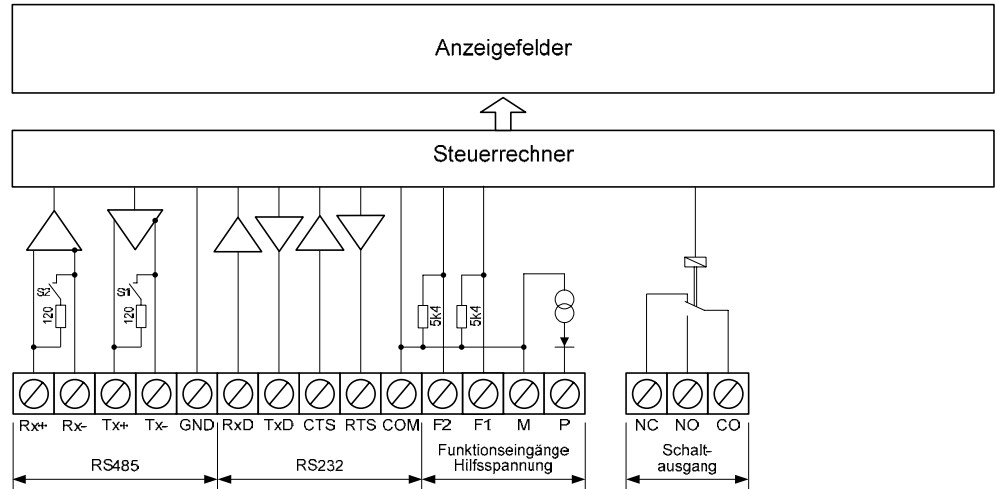 Anzeigefelder
Steuerrechner
S2
120
S1
120
5k4
5k4
Rx+ Rx- Tx+ Tx- GND RxD TxD CTS RTS COM F2 F1 M P NC NO CO
RS485
RS232
Funktionseingänge
Hilfsspannung
Schalt-
ausgang